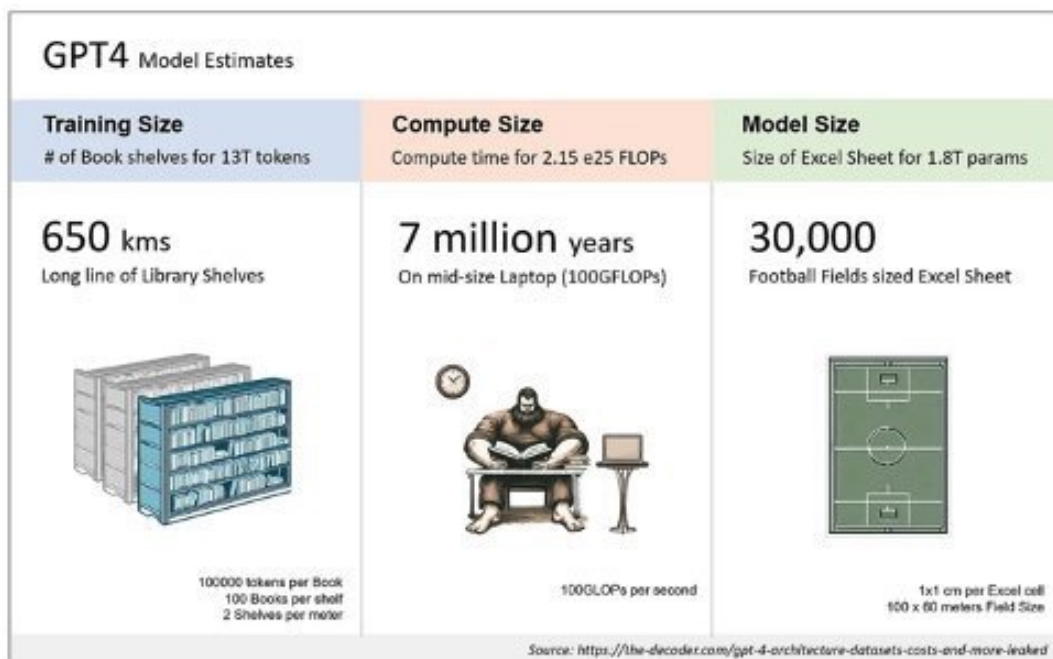 GPT4 Model Estimates
Training Size
# of Book shelves for 13T tokens
650 kms
Long line of Library Shelves
100000 tokens per Book
100 Books per shelf
2 Shelves per meter
Compute Size
Compute time for 2.15 e25 FLOPs
7 million years
On mid-size Laptop (100GFLOPs)
100GLOPs per second
Model Size
Size of Excel Sheet for 1.8T params
30,000
Football Fields sized Excel Sheet
1x1 cm per Excel cell
100 x 60 meters Field Size
Source: https://the-decoder.com/gpt-4-architecture-datasets-costs-and-more-leaked